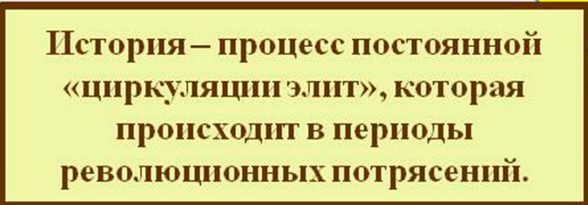 История – процесс постоянной
«циркуляции элит», которая
происходит в периоды
революционных потрясений.